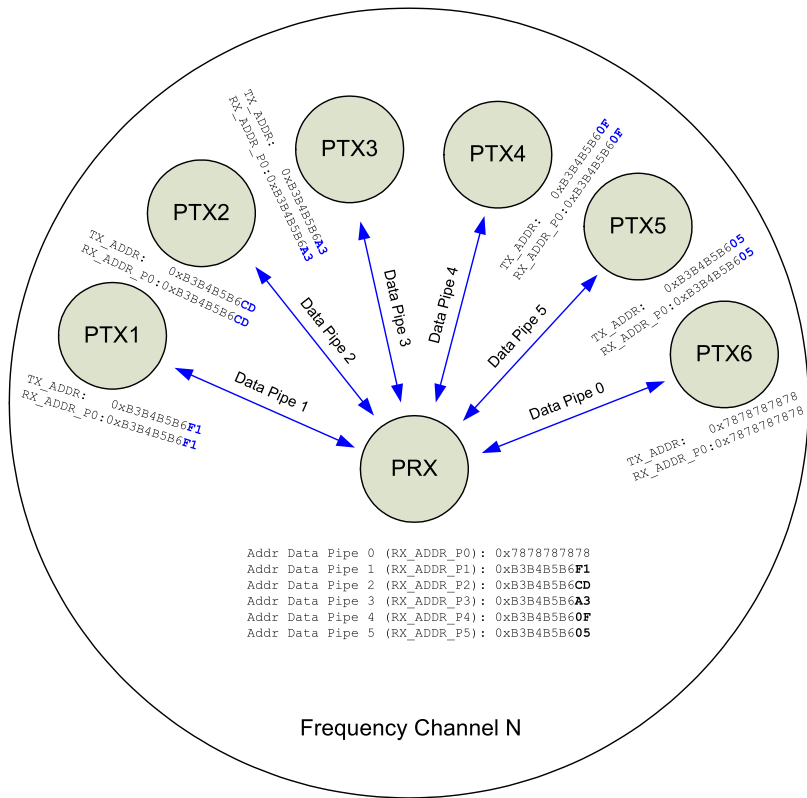 PTX3
PTX4
TX_ADDR: 0xB3B4B5B6A3
RX_ADDR_P0:0xB3B4B5B6A3
TX_ADDR: 0xB3B4B5B60F
RX_ADDR_P0:0xB3B4B5B60F
PTX2
PTX5
TX_ADDR: 0xB3B4B5B6CD
RX_ADDR_P0:0xB3B4B5B6CD
TX_ADDR: 0xB3B4B5B605
RX_ADDR_P0:0xB3B4B5B605
PTX1
PTX6
TX_ADDR: 0xB3B4B5B6F1
RX_ADDR_P0:0xB3B4B5B6F1
TX_ADDR: 0x7878787878
RX_ADDR_P0:0x7878787878
Data Pipe 1
Data Pipe 2
Data Pipe 3
Data Pipe 4
Data Pipe 5
Data Pipe 0
PRX
Addr Data Pipe 0 (RX_ADDR_P0): 0x7878787878
Addr Data Pipe 1 (RX_ADDR_P1): 0xB3B4B5B6F1
Addr Data Pipe 2 (RX_ADDR_P2): 0xB3B4B5B6CD
Addr Data Pipe 3 (RX_ADDR_P3): 0xB3B4B5B6A3
Addr Data Pipe 4 (RX_ADDR_P4): 0xB3B4B5B60F
Addr Data Pipe 5 (RX_ADDR_P5): 0xB3B4B5B605
Frequency Channel N